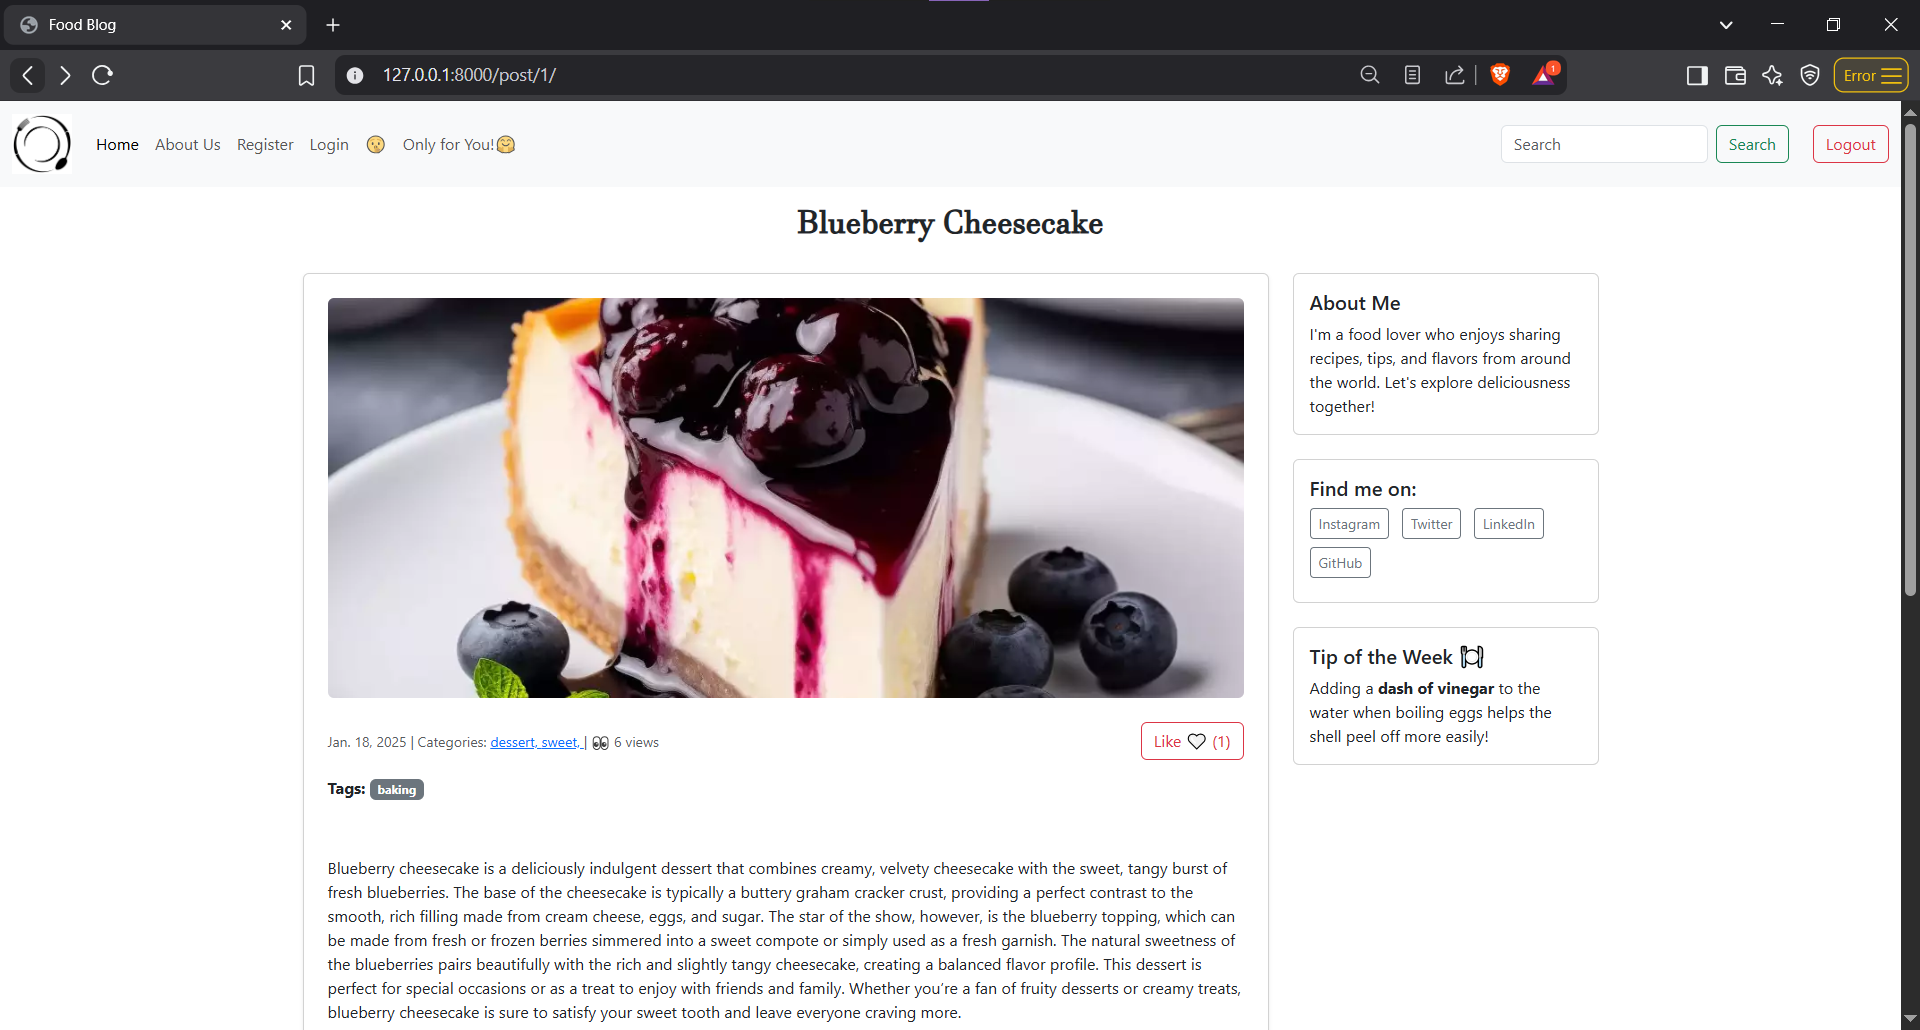 Food Blog
127.0.0.1:8000/post/1/
1
Error
Home About Us Register Login Only for You!🤗
Search Search Logout
Blueberry Cheesecake
About Me
I'm a food lover who enjoys sharing
recipes, tips, and flavors from around
the world. Let's explore deliciousness
together!
Find me on:
Instagram Twitter LinkedIn
GitHub
Tip of the Week 🍽
Adding a dash of vinegar to the
water when boiling eggs helps the
shell peel off more easily!
Jan. 18, 2025 | Categories: dessert, sweet, | 👀 6 views
Like ♡ (1)
Tags: baking
Blueberry cheesecake is a deliciously indulgent dessert that combines creamy, velvety cheesecake with the sweet, tangy burst of
fresh blueberries. The base of the cheesecake is typically a buttery graham cracker crust, providing a perfect contrast to the
smooth, rich filling made from cream cheese, eggs, and sugar. The star of the show, however, is the blueberry topping, which can
be made from fresh or frozen berries simmered into a sweet compote or simply used as a fresh garnish. The natural sweetness of
the blueberries pairs beautifully with the rich and slightly tangy cheesecake, creating a balanced flavor profile. This dessert is
perfect for special occasions or as a treat to enjoy with friends and family. Whether you’re a fan of fruity desserts or creamy treats,
blueberry cheesecake is sure to satisfy your sweet tooth and leave everyone craving more.